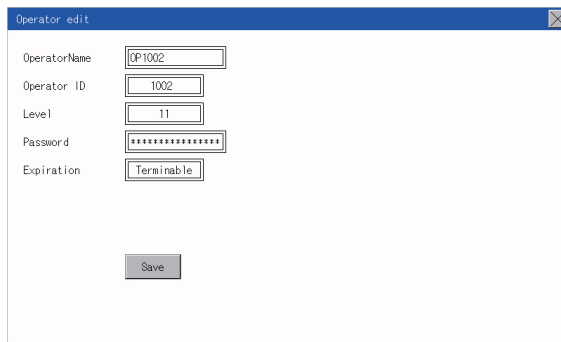 Operator edit
OperatorName OP1002
Operator ID 1002
Level 11
Password ****************
Expiration Terminable
Save